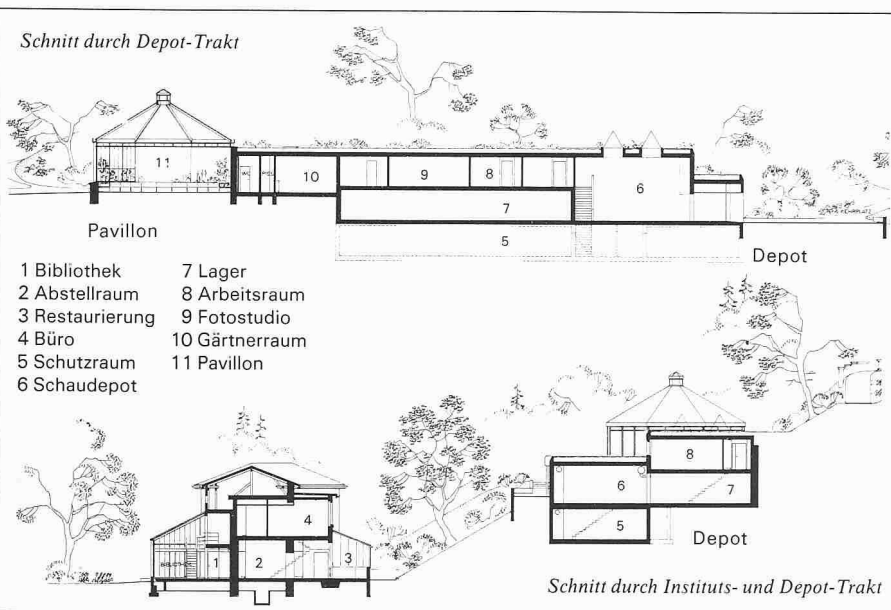 Schnitt durch Depot-Trakt
11
WC
10
9
8
6
7
5
Pavillon
Depot
1 Bibliothek
2 Abstellraum
3 Restaurierung
4 Büro
5 Schutzraum
6 Schaudepot
7 Lager
8 Arbeitsraum
9 Fotostudio
10 Gärtnerraum
11 Pavillon
4
1
2
3
8
6
7
5
Depot
Schnitt durch Instituts- und Depot-Trakt